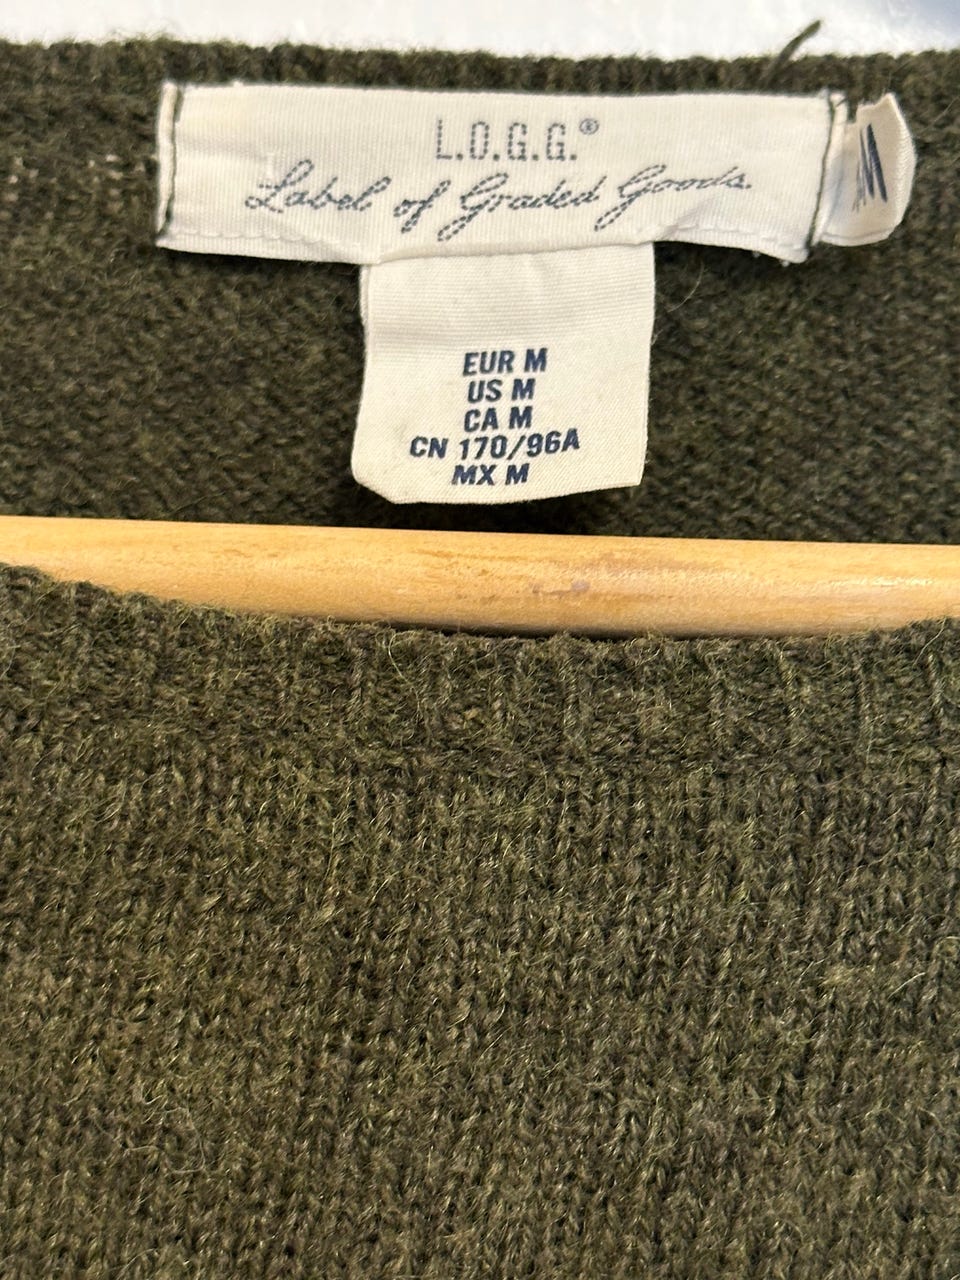 L.O.G.G.®
Label of Graded Goods
M
EUR M
US M
CA M
CN 170/96A
MX M